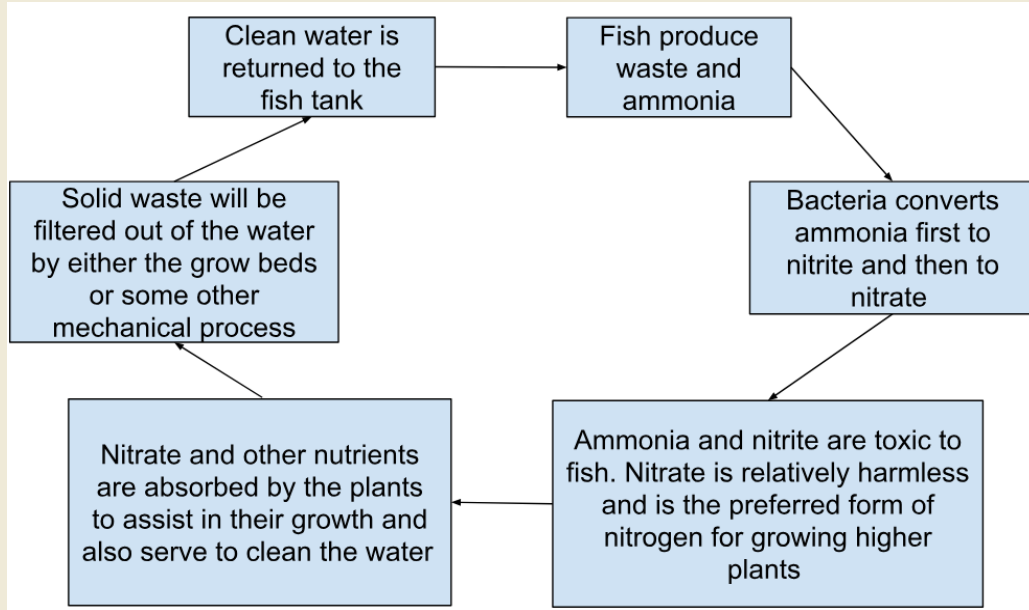 Clean water is
returned to the
fish tank
Fish produce
waste and
ammonia
Bacteria converts
ammonia first to
nitrite and then to
nitrate
Ammonia and nitrite are toxic to
fish. Nitrate is relatively harmless
and is the preferred form of
nitrogen for growing higher
plants
Nitrate and other nutrients
are absorbed by the plants
to assist in their growth and
also serve to clean the water
Solid waste will be
filtered out of the water
by either the grow beds
or some other
mechanical process